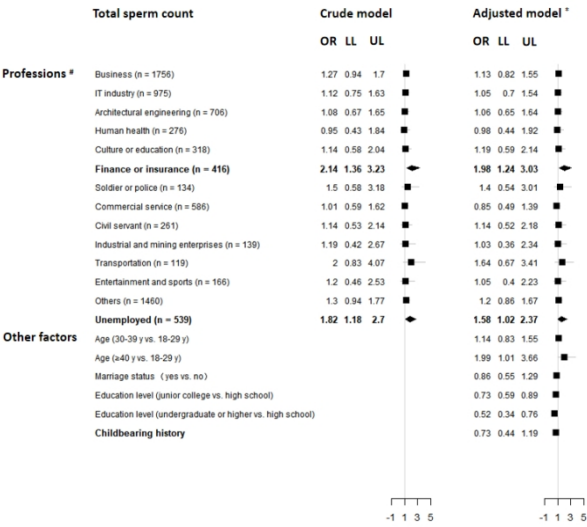 Total sperm count Crude model Adjusted model *
OR LL UL OR LL UL
Professions # Business (n = 1756) 1.27 0.94 1.7 1.13 0.82 1.55
IT industry (n = 975) 1.12 0.75 1.63 1.05 0.7 1.54
Architectural engineering (n = 706) 1.08 0.67 1.65 1.06 0.65 1.64
Human health (n = 276) 0.95 0.43 1.84 0.98 0.44 1.92
Culture or education (n = 318) 1.14 0.58 2.04 1.19 0.59 2.14
Finance or insurance (n = 416) 2.14 1.36 3.23 1.98 1.24 3.03
Soldier or police (n = 134) 1.5 0.58 3.18 1.4 0.54 3.01
Commercial service (n = 586) 1.01 0.59 1.62 0.85 0.49 1.39
Civil servant (n = 261) 1.14 0.53 2.14 1.14 0.52 2.18
Industrial and mining enterprises (n = 139) 1.19 0.42 2.67 1.03 0.36 2.34
Transportation (n = 119) 2 0.83 4.07 1.64 0.67 3.41
Entertainment and sports (n = 166) 1.2 0.46 2.53 1.05 0.4 2.23
Others (n = 1460) 1.3 0.94 1.77 1.2 0.86 1.67
Unemployed (n = 539) 1.82 1.18 2.7 1.58 1.02 2.37
Other factors Age (30-39 y vs. 18-29 y) 1.14 0.83 1.55
Age (≥40 y vs. 18-29 y) 1.99 1.01 3.66
Marriage status （yes vs. no） 0.86 0.55 1.29
Education level (junior college vs. high school) 0.73 0.59 0.89
Education level (undergraduate or higher vs. high school) 0.52 0.34 0.76
Childbearing history 0.73 0.44 1.19
-1 1 3 5 -1 1 3 5